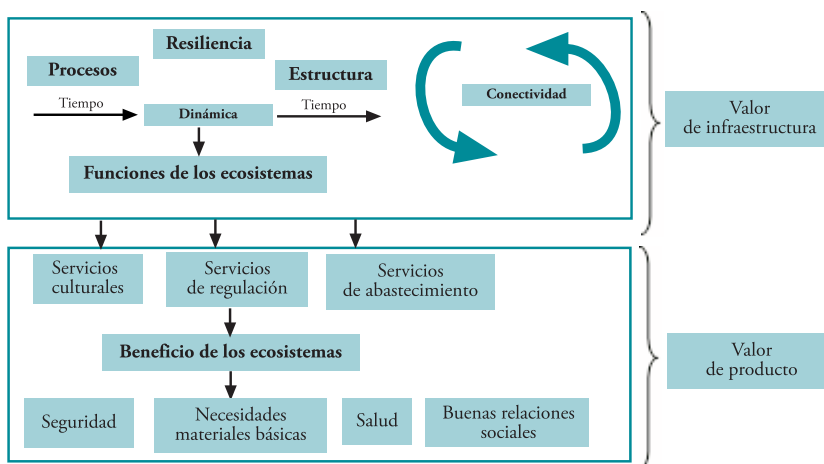 Resiliencia
Procesos
Estructura
Tiempo
Dinámica
Tiempo
Conectividad
Funciones de los ecosistemas
Valor
de infraestructura
Servicios
culturales
Servicios
de regulación
Servicios
de abastecimiento
Beneficio de los ecosistemas
Valor
de producto
Seguridad
Necesidades
materiales básicas
Salud
Buenas relaciones
sociales